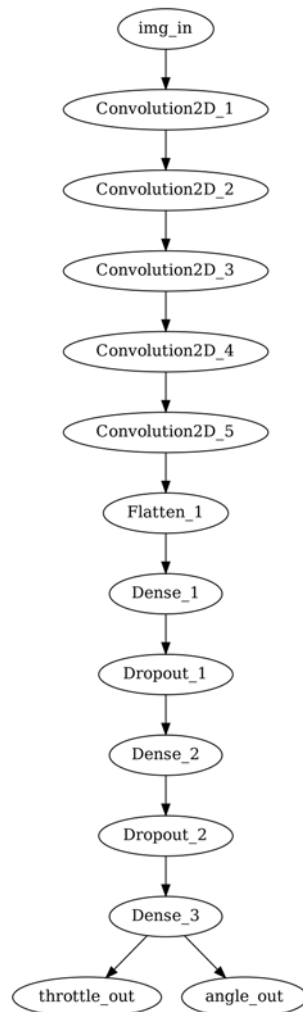 img_in
Convolution2D_1
Convolution2D_2
Convolution2D_3
Convolution2D_4
Convolution2D_5
Flatten_1
Dense_1
Dropout_1
Dense_2
Dropout_2
Dense_3
throttle_out angle_out